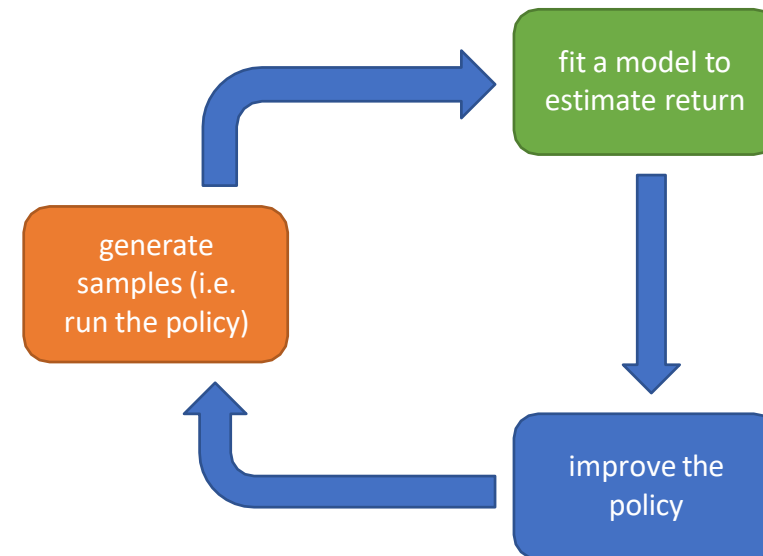 fit a model to
estimate return
generate
samples (i.e.
run the policy)
improve the
policy